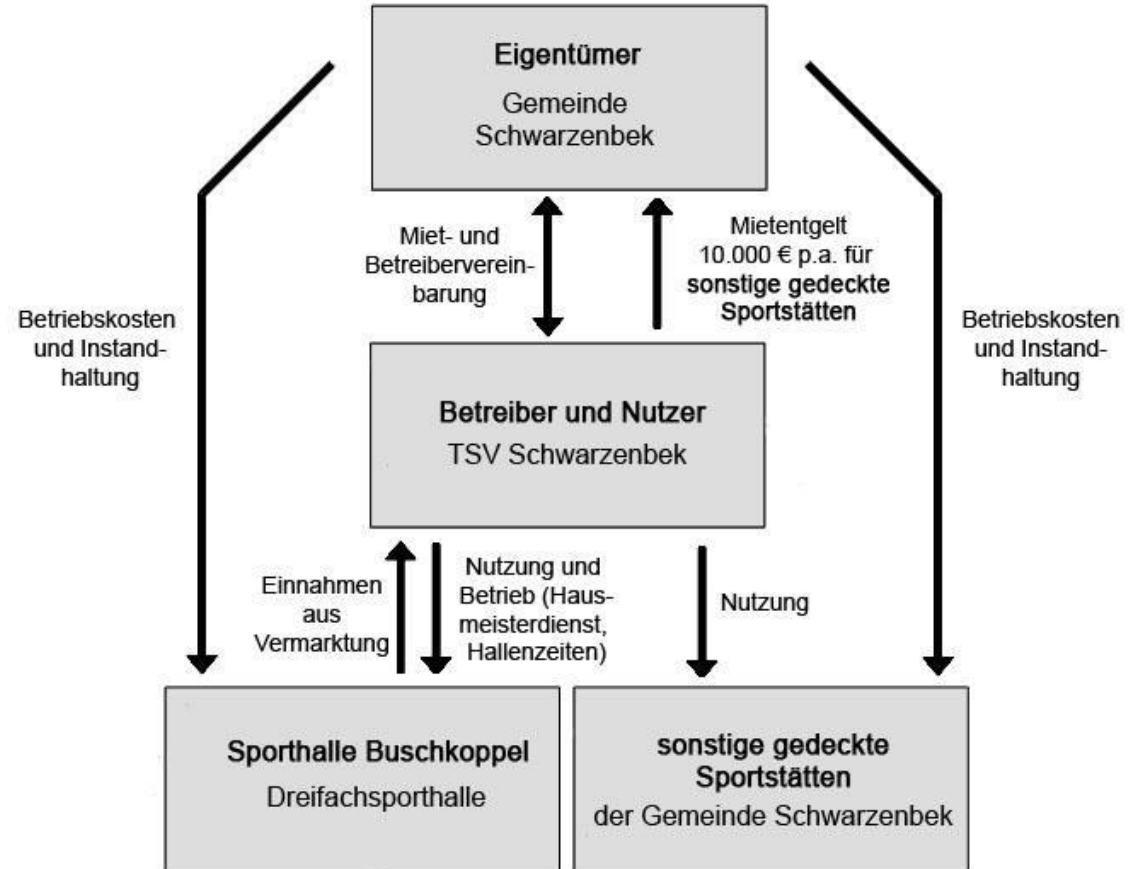 Eigentümer
Gemeinde
Schwarzenbek
Miet- und
Betreiberverein-
barung
Mietentgelt
10.000 € p.a. für
sonstige gedeckte
Sportstätten
Betriebskosten
und Instand-
haltung
Betriebskosten
und Instand-
haltung
Betreiber und Nutzer
TSV Schwarzenbek
Einnahmen
aus
Vermarktung
Nutzung und
Betrieb (Haus-
meisterdienst,
Hallenzeiten)
Nutzung
Sporthalle Buschkoppel
Dreifachsporthalle
sonstige gedeckte
Sportstätten
der Gemeinde Schwarzenbek